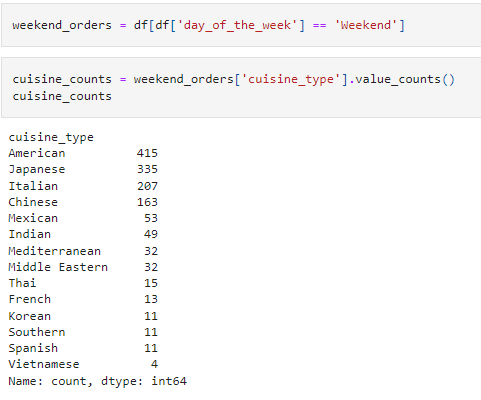 weekend_orders = df[df['day_of_the_week'] == 'Weekend']
cuisine_counts = weekend_orders['cuisine_type'].value_counts()
cuisine_counts
cuisine_type
American 415
Japanese 335
Italian 207
Chinese 163
Mexican 53
Indian 49
Mediterranean 32
Middle Eastern 32
Thai 15
French 13
Korean 11
Southern 11
Spanish 11
Vietnamese 4
Name: count, dtype: int64